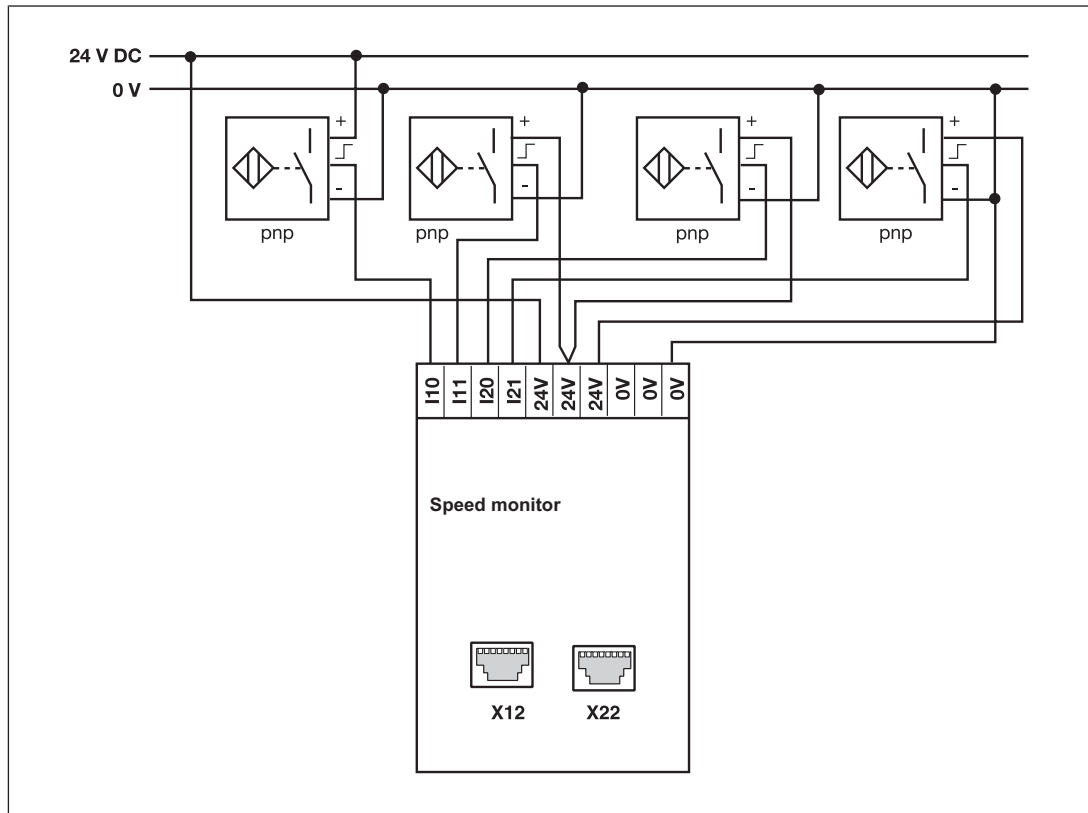 24 V DC
0 V
+ + + +
- - - -
pnp pnp pnp pnp
I10 I11 I20 I21 24V 24V 24V 0V 0V 0V
Speed monitor
X12 X22